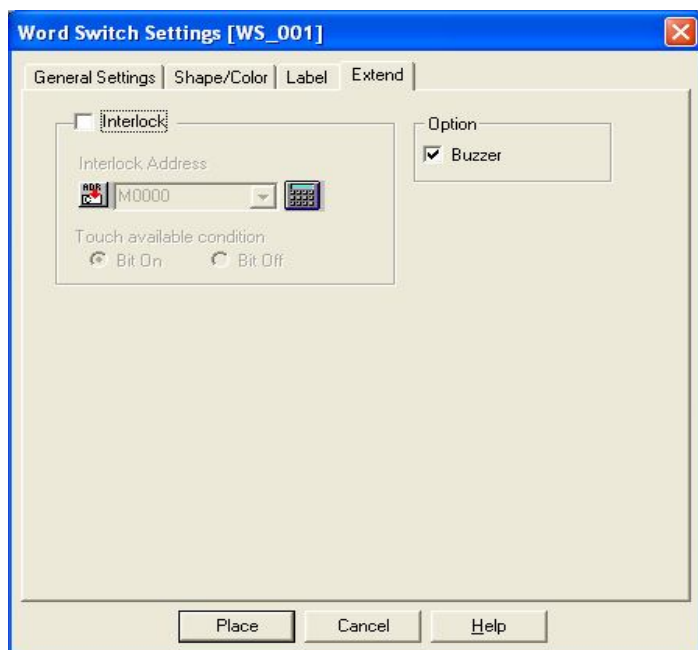 Word Switch Settings [WS_001]
General Settings Shape/Color Label Extend
Interlock
Option
Buzzer
Interlock Address
ADR
M0000
Touch available condition
Bit On Bit Off
Place Cancel Help